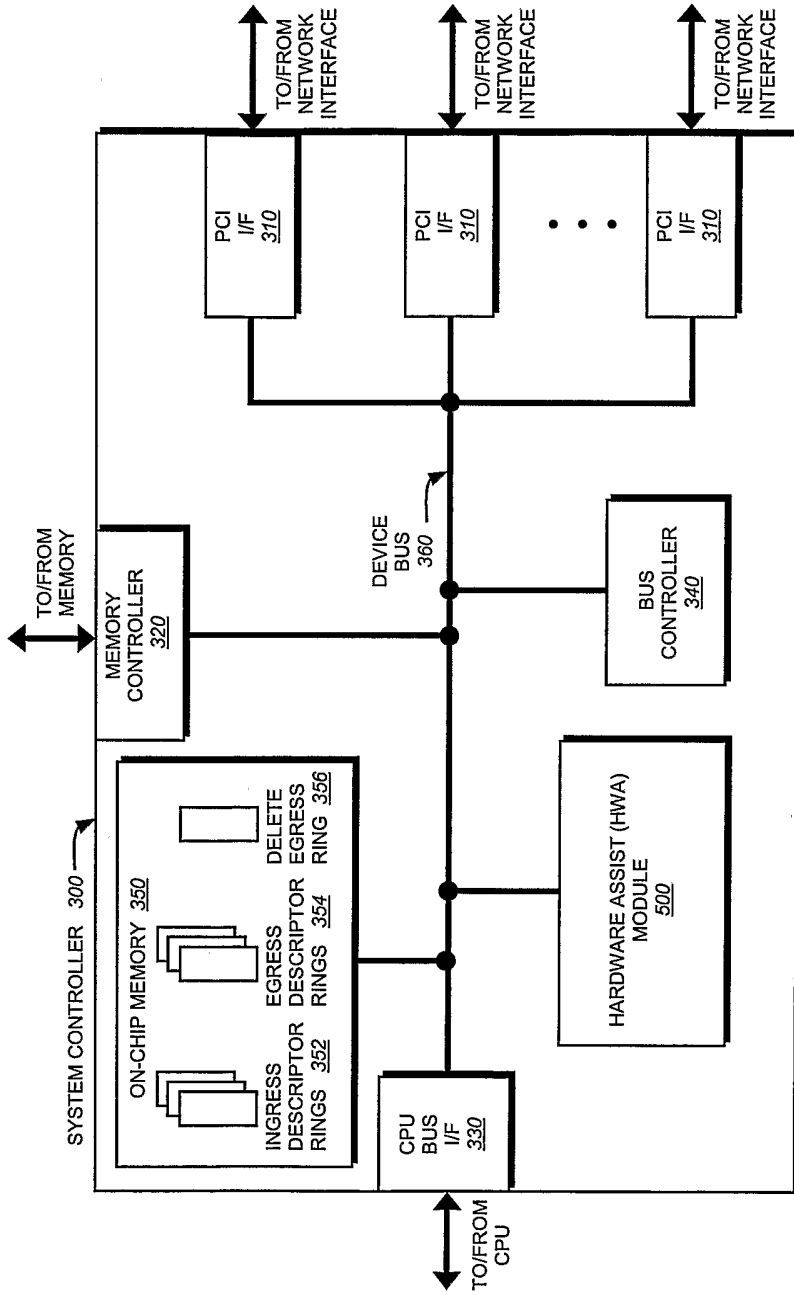 SYSTEM CONTROLLER 300
TO/FROM
MEMORY
ON-CHIP MEMORY 350
INGRESS
DESCRIPTOR
RINGS 352
EGRESS
DESCRIPTOR
RINGS 354
DELETE
EGRESS
RING 356
MEMORY
CONTROLLER
320
PCI
I/F
310
TO/FROM
NETWORK
INTERFACE
CPU
BUS
I/F
330
TO/FROM
CPU
DEVICE
BUS
360
PCI
I/F
310
TO/FROM
NETWORK
INTERFACE
HARDWARE ASSIST (HWA)
MODULE
500
BUS
CONTROLLER
340
PCI
I/F
310
TO/FROM
NETWORK
INTERFACE